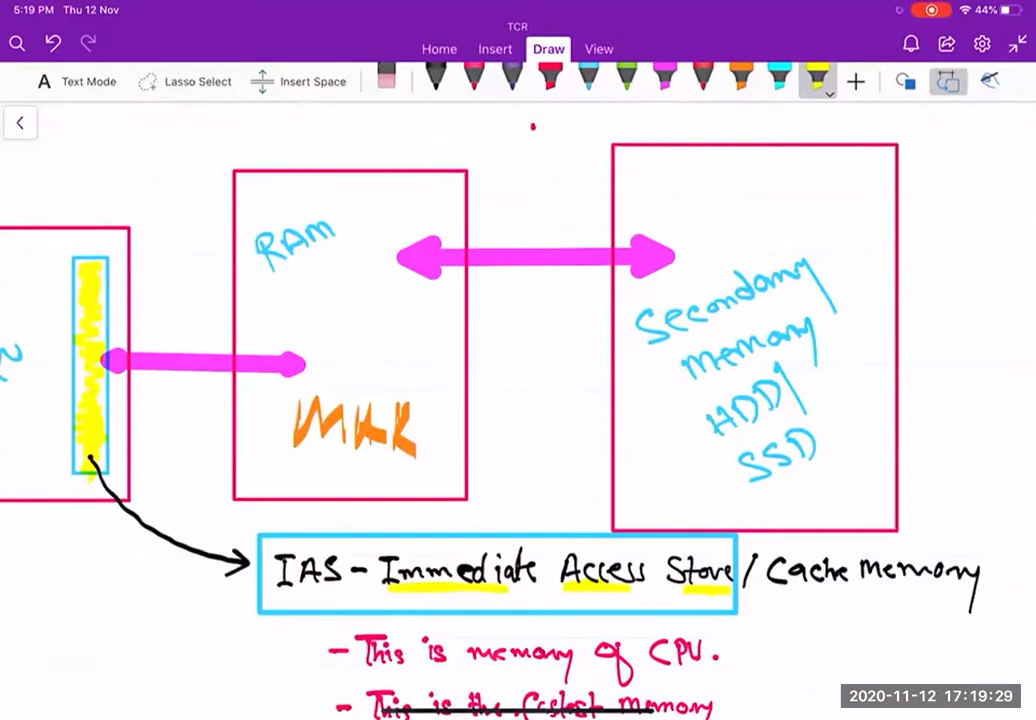 5:19 PM Thu 12 Nov
44%
TCR
Home Insert Draw View
A Text Mode Lasso Select Insert Space
RAM
Secondary
memory
HDD/
SSD
IAS - Immediate Access Store / Cache Memory
- This is memory of CPU.
- This is the fastest memory
2020-11-12 17:19:29